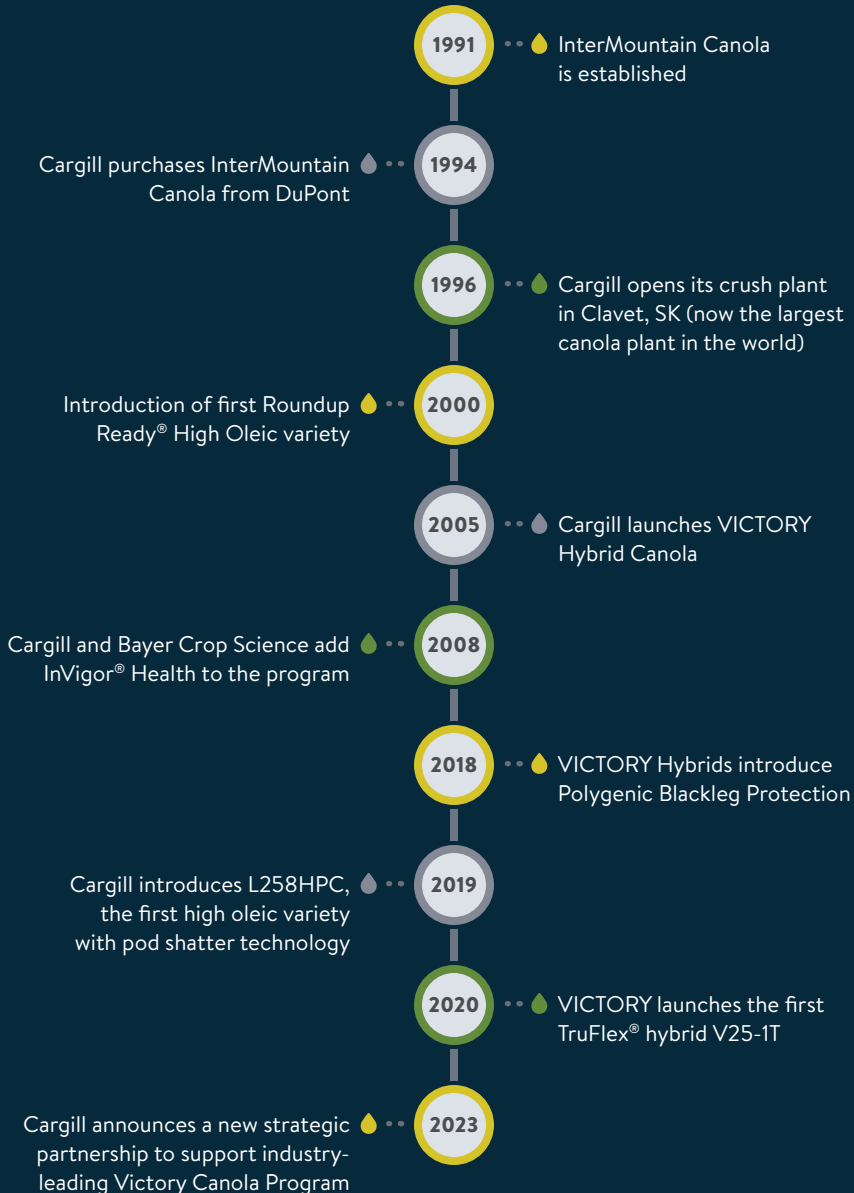 1991
InterMountain Canola
is established
1994
Cargill purchases InterMountain
Canola from DuPont
1996
Cargill opens its crush plant
in Clavet, SK (now the largest
canola plant in the world)
2000
Introduction of first Roundup
Ready® High Oleic variety
2005
Cargill launches VICTORY
Hybrid Canola
2008
Cargill and Bayer Crop Science add
InVigor® Health to the program
2018
VICTORY Hybrids introduce
Polygenic Blackleg Protection
2019
Cargill introduces L258HPC,
the first high oleic variety
with pod shatter technology
2020
VICTORY launches the first
TruFlex® hybrid V25-1T
2023
Cargill announces a new strategic
partnership to support industry-
leading Victory Canola Program